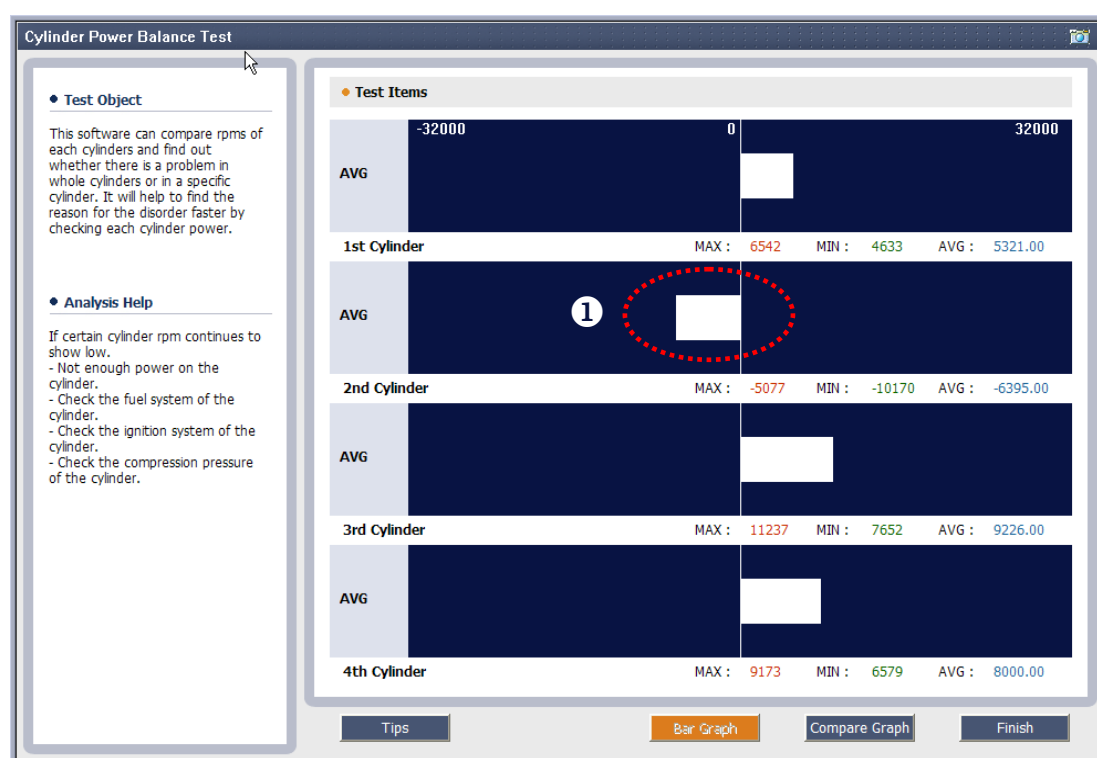 Cylinder Power Balance Test
Test Object
This software can compare rpms of
each cylinders and find out
whether there is a problem in
whole cylinders or in a specific
cylinder. It will help to find the
reason for the disorder faster by
checking each cylinder power.
Analysis Help
If certain cylinder rpm continues to
show low.
- Not enough power on the
cylinder.
- Check the fuel system of the
cylinder.
- Check the ignition system of the
cylinder.
- Check the compression pressure
of the cylinder.
Test Items
-32000 0 32000
AVG
1st Cylinder MAX : 6542 MIN : 4633 AVG : 5321.00
❶
AVG
2nd Cylinder MAX : -5077 MIN : -10170 AVG : -6395.00
AVG
3rd Cylinder MAX : 11237 MIN : 7652 AVG : 9226.00
AVG
4th Cylinder MAX : 9173 MIN : 6579 AVG : 8000.00
Tips Bar Graph Compare Graph Finish